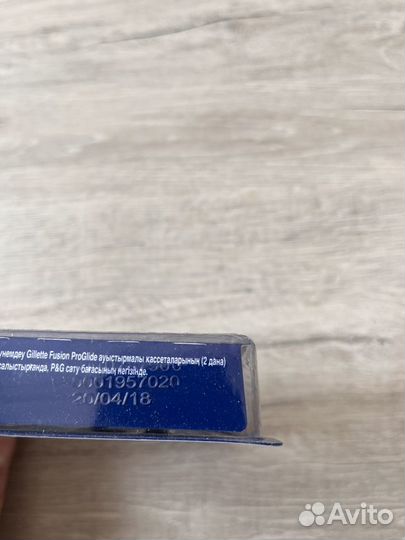 үнемдеу Gillette Fusion ProGlide ауыстырмалы кассеталарының (2 дана)
салыстырғанда. P&G сату бағасының негізінде.
0001957020
20/04/18
Avito